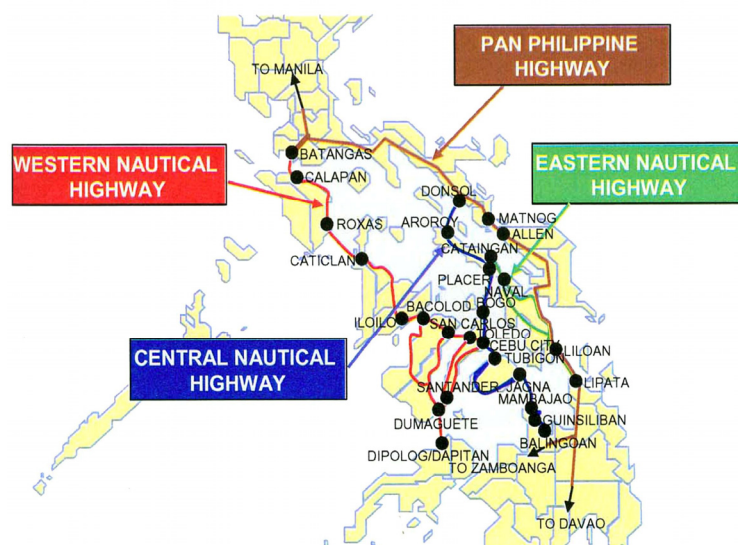 TO MANILA
PAN PHILIPPINE
HIGHWAY
BATANGAS
WESTERN NAUTICAL
HIGHWAY
CALAPAN
EASTERN NAUTICAL
HIGHWAY
DONSOL
MATNOG
AROROY
ROXAS
ALLEN
CATAINGAN
CATICLAN
PLACER
NAVAL
BACOLOD
BOGO
ILOILO
SAN CARLOS
TOLEDO
CEBU CITY
LILOAN
CENTRAL NAUTICAL
HIGHWAY
TUBIGON
SANTANDER
JAGNA
LIPATA
MAMBAJAO
DUMAGUETE
GUINSILIBAN
BALINGOAN
DIPOLOG/DAPITAN
TO ZAMBOANGA
TO DAVAO